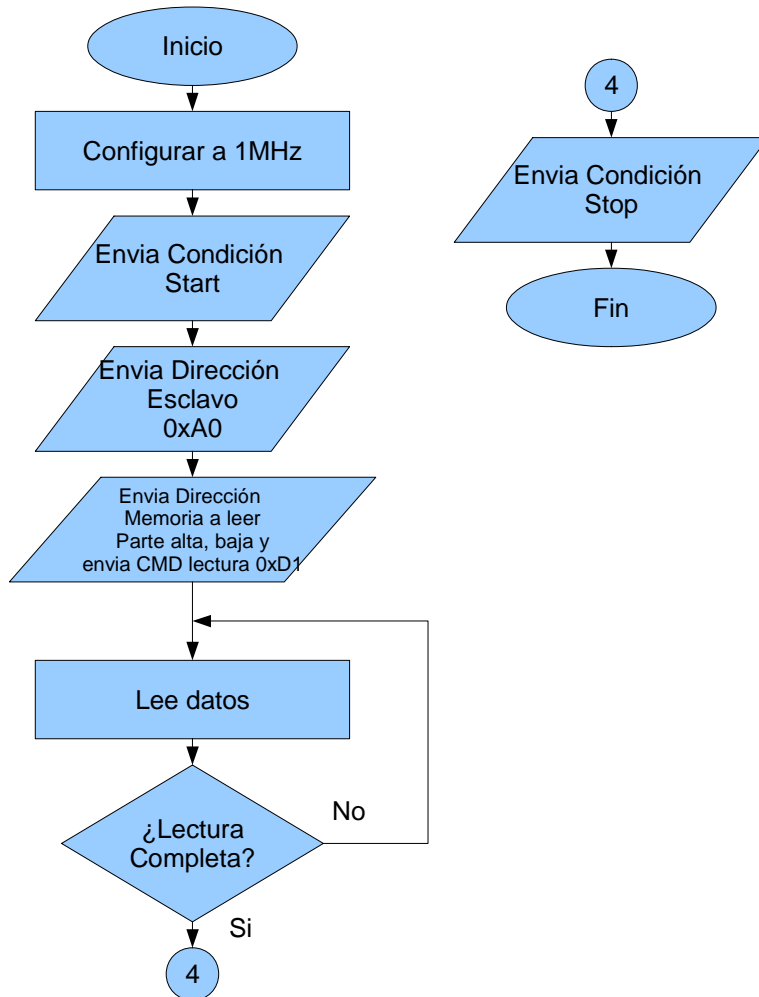 Inicio
Configurar a 1MHz
Envia Condición
Start
Envia Dirección
Esclavo
0xA0
Envia Dirección
Memoria a leer
Parte alta, baja y
envia CMD lectura 0xD1
Lee datos
¿Lectura
Completa?
No
Si
4
4
Envia Condición
Stop
Fin